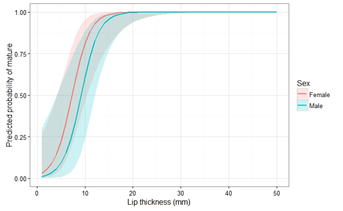 1.00
0.75
0.50
0.25
0.00
Predicted probability of mature
0 10 20 30 40 50
Lip thickness (mm)
Sex
Female
Male